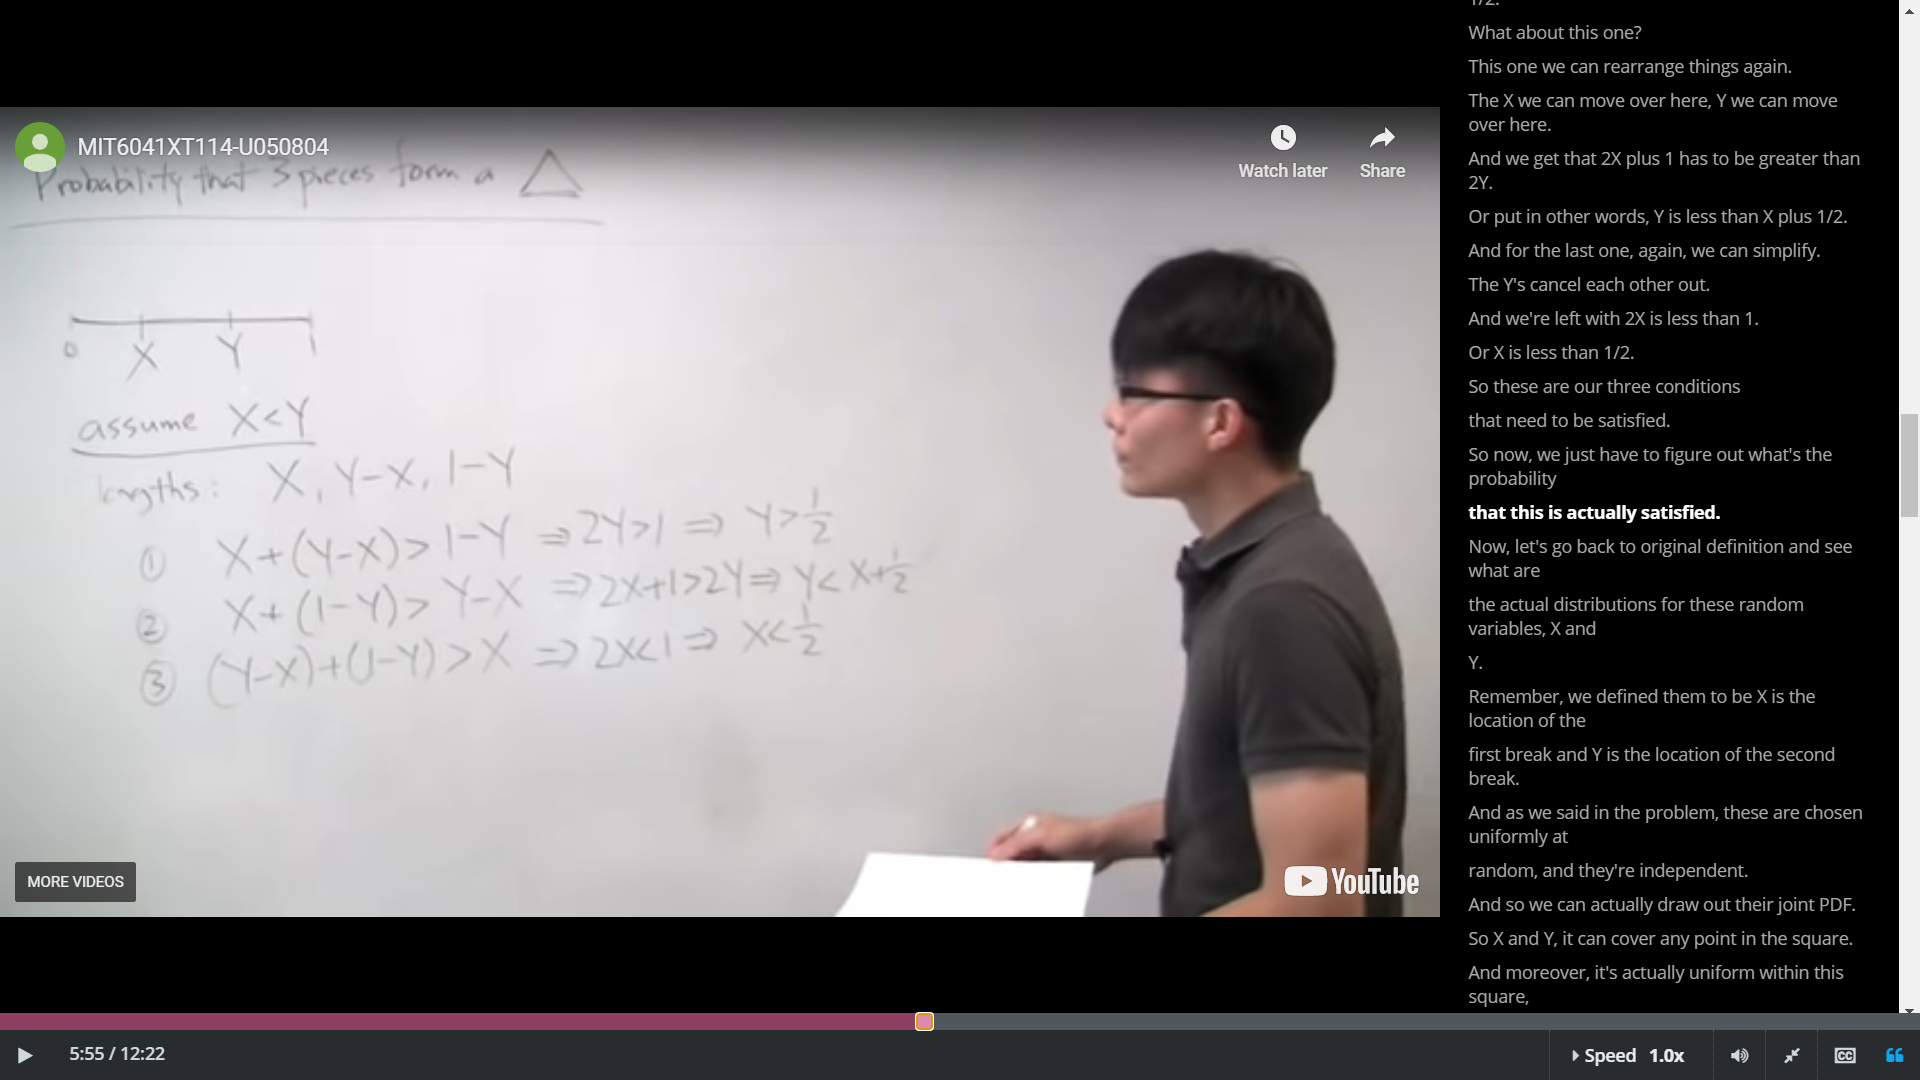 MIT6041XT114-U050804
Watch later
Share
Probability that 3 pieces form a
0 X Y 1
assume X<Y
lengths: X, Y-X, 1-Y
① X+(Y-X)>1-Y ⇒2Y>1 ⇒ Y>1/2
② X+(1-Y)>Y-X ⇒2X+1>2Y⇒ Y<X+1/2
③ (Y-X)+(1-Y)>X ⇒ 2X<1⇒ X<1/2
MORE VIDEOS
YouTube
1/2.
What about this one?
This one we can rearrange things again.
The X we can move over here, Y we can move
over here.
And we get that 2X plus 1 has to be greater than
2Y.
Or put in other words, Y is less than X plus 1/2.
And for the last one, again, we can simplify.
The Y's cancel each other out.
And we're left with 2X is less than 1.
Or X is less than 1/2.
So these are our three conditions
that need to be satisfied.
So now, we just have to figure out what's the
probability
that this is actually satisfied.
Now, let's go back to original definition and see
what are
the actual distributions for these random
variables, X and
Y.
Remember, we defined them to be X is the
location of the
first break and Y is the location of the second
break.
And as we said in the problem, these are chosen
uniformly at
random, and they're independent.
And so we can actually draw out their joint PDF.
So X and Y, it can cover any point in the square.
And moreover, it's actually uniform within this
square,
5:55 / 12:22
Speed 1.0x
CC